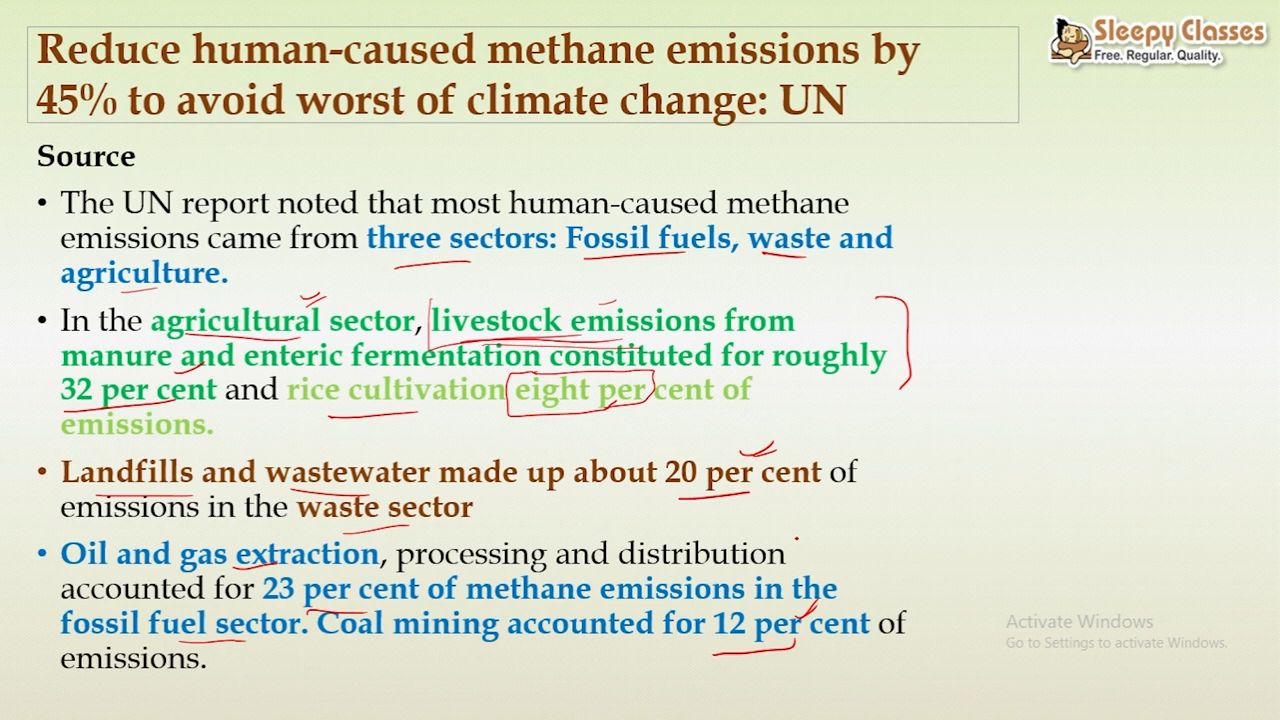 Reduce human-caused methane emissions by
45% to avoid worst of climate change: UN
Sleepy Classes
Free. Regular. Quality.
Source
• The UN report noted that most human-caused methane
emissions came from three sectors: Fossil fuels, waste and
agriculture.
• In the agricultural sector, livestock emissions from
manure and enteric fermentation constituted for roughly
32 per cent and rice cultivation eight per cent of
emissions.
• Landfills and wastewater made up about 20 per cent of
emissions in the waste sector
• Oil and gas extraction, processing and distribution
accounted for 23 per cent of methane emissions in the
fossil fuel sector. Coal mining accounted for 12 per cent of
emissions.
Activate Windows
Go to Settings to activate Windows.